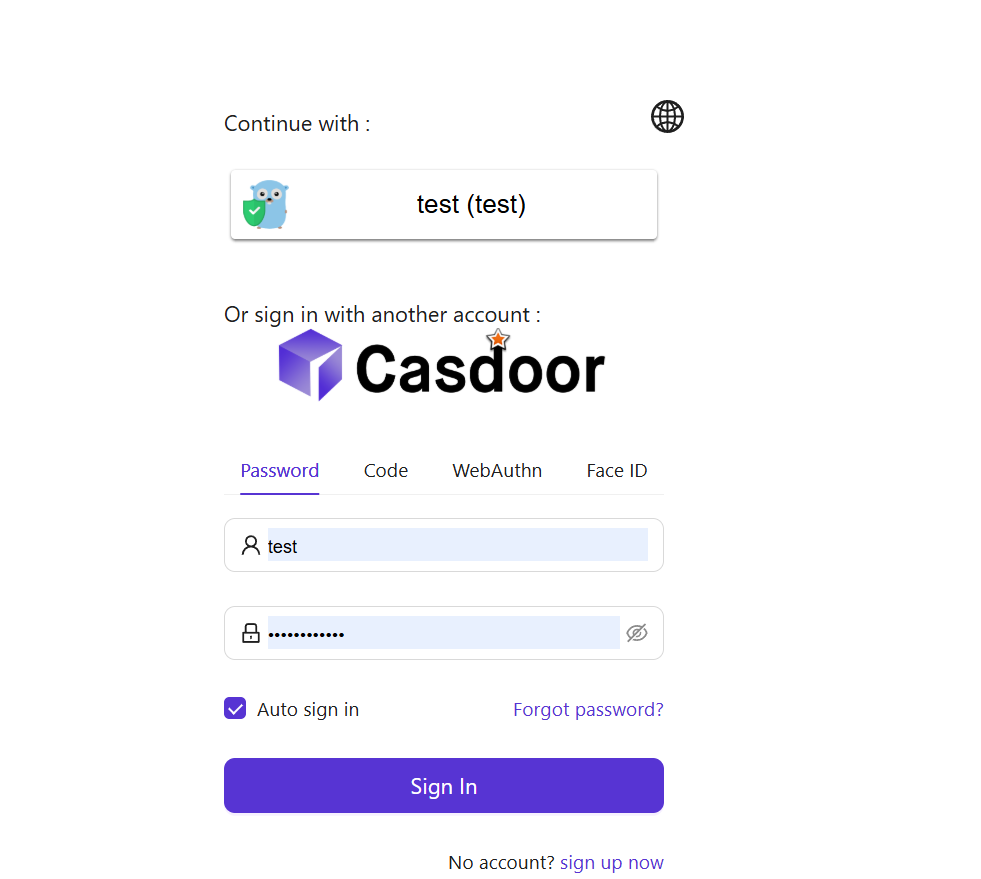 Continue with :
test (test)
Or sign in with another account :
Casdoor
Password Code WebAuthn Face ID
test
••••••••••••
Auto sign in Forgot password?
Sign In
No account? sign up now